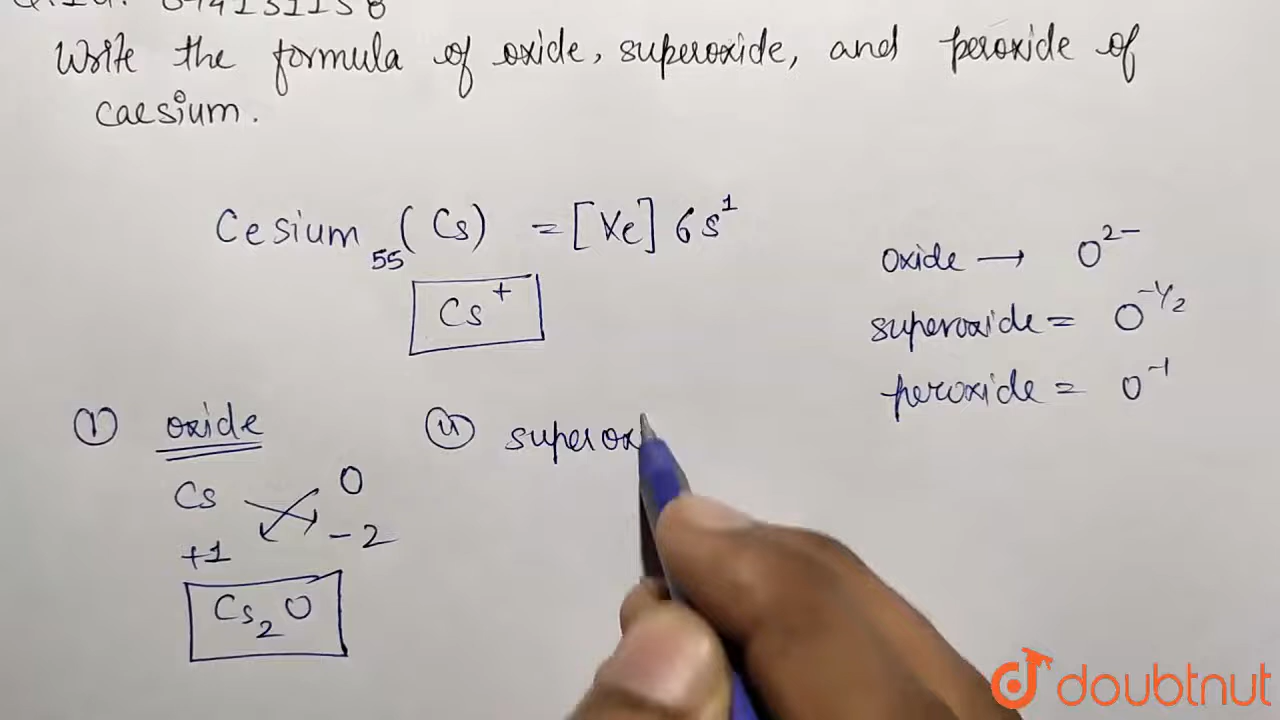 Write the formula of oxide, superoxide, and peroxide of
caesium.
Cesium 55(Cs) = [Xe] 6s¹
Cs⁺
oxide → O²⁻
superoxide = O⁻¹/²
peroxide = O⁻¹
(i) oxide
Cs O
+1 -2
Cs₂O
(ii) superox
doubtnut